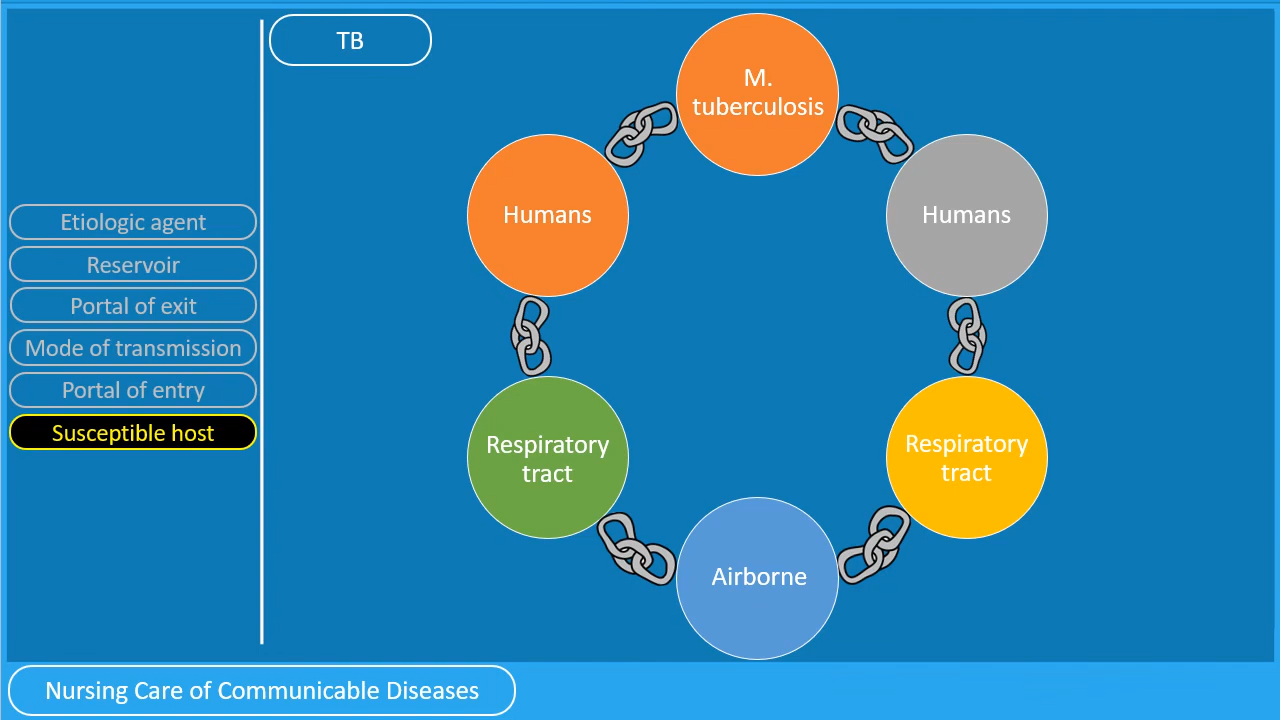 TB
Etiologic agent
Reservoir
Portal of exit
Mode of transmission
Portal of entry
Susceptible host
M.
tuberculosis
Humans
Respiratory
tract
Airborne
Respiratory
tract
Humans
Nursing Care of Communicable Diseases